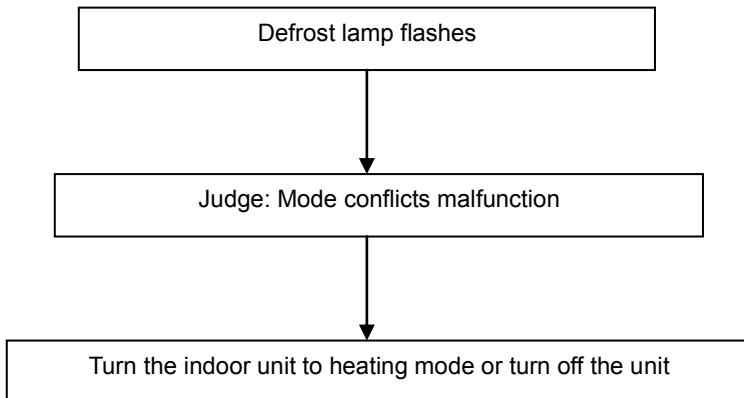 Defrost lamp flashes
Judge: Mode conflicts malfunction
Turn the indoor unit to heating mode or turn off the unit